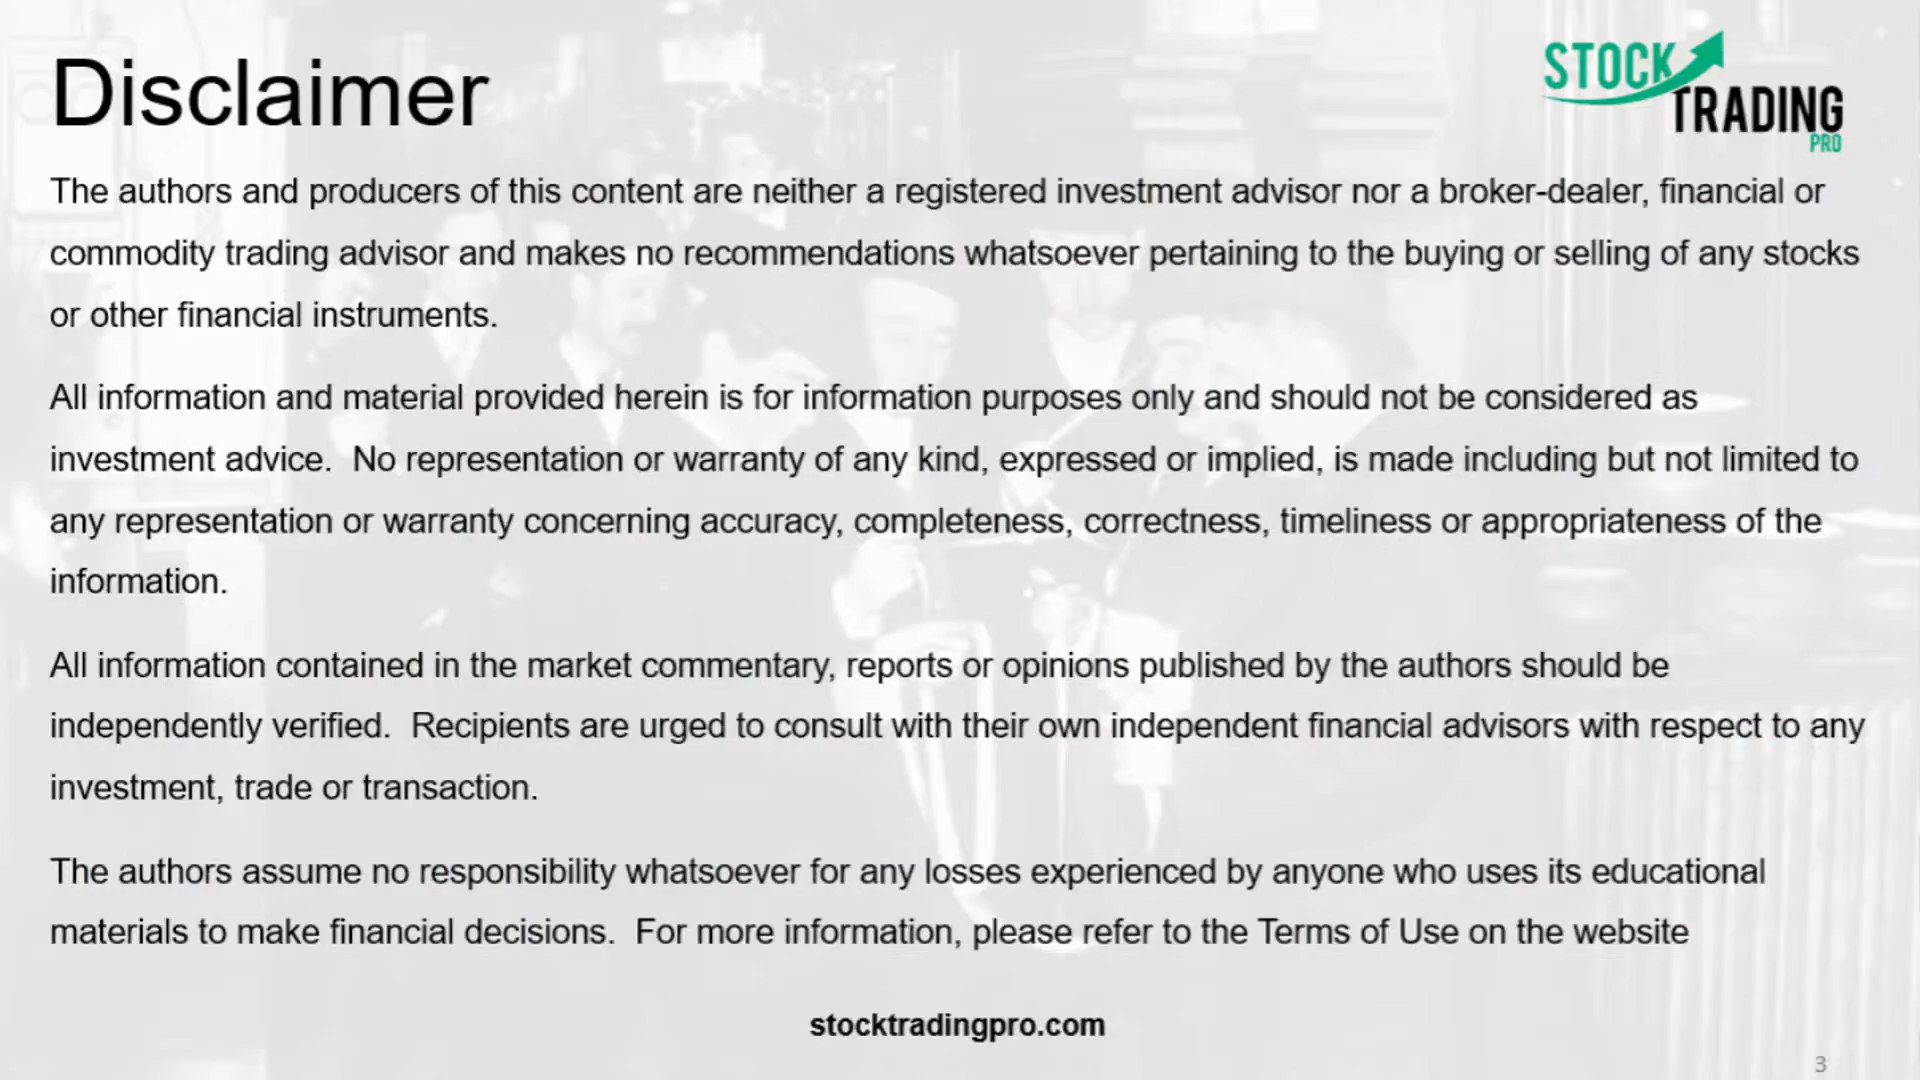 Disclaimer
STOCK
TRADING
PRO
The authors and producers of this content are neither a registered investment advisor nor a broker-dealer, financial or
commodity trading advisor and makes no recommendations whatsoever pertaining to the buying or selling of any stocks
or other financial instruments.
All information and material provided herein is for information purposes only and should not be considered as
investment advice.  No representation or warranty of any kind, expressed or implied, is made including but not limited to
any representation or warranty concerning accuracy, completeness, correctness, timeliness or appropriateness of the
information.
All information contained in the market commentary, reports or opinions published by the authors should be
independently verified.  Recipients are urged to consult with their own independent financial advisors with respect to any
investment, trade or transaction.
The authors assume no responsibility whatsoever for any losses experienced by anyone who uses its educational
materials to make financial decisions.  For more information, please refer to the Terms of Use on the website
stocktradingpro.com
3